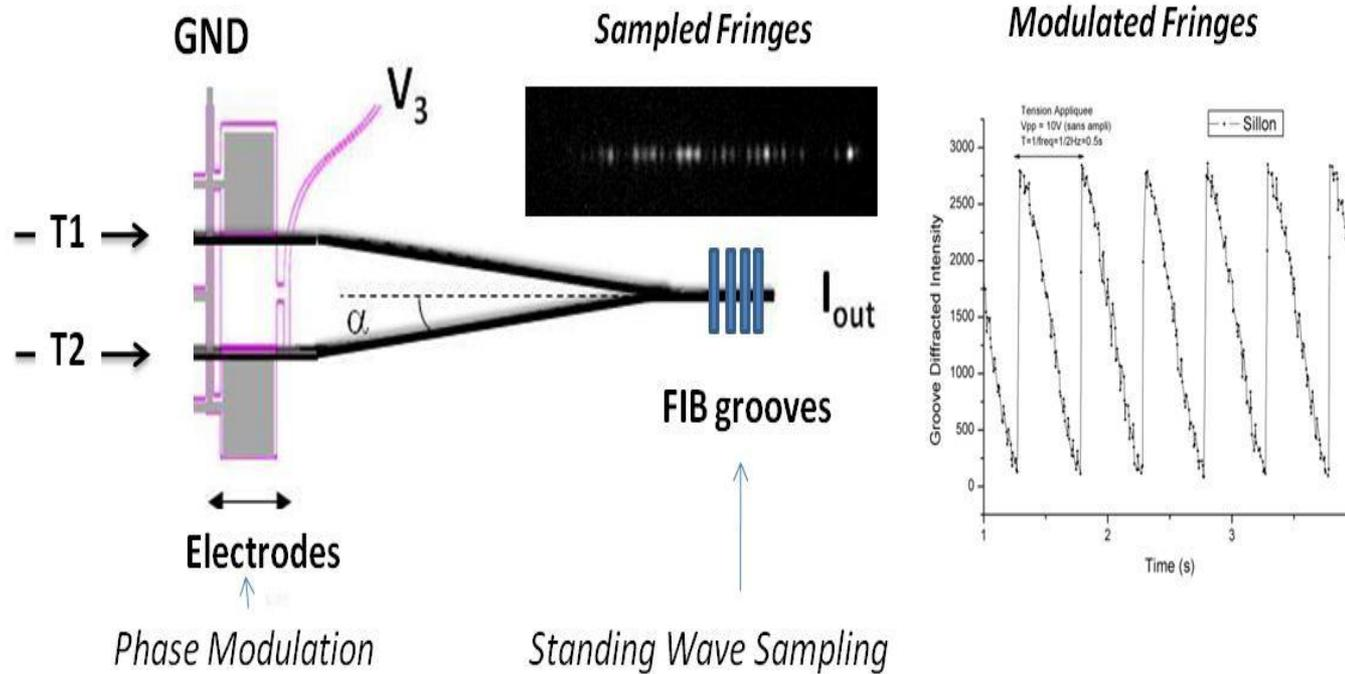 GND
V3
– T1 →
– T2 →
α
Electrodes
Phase Modulation
Sampled Fringes
Iout
FIB grooves
Standing Wave Sampling
Modulated Fringes
Tension Appliquee
Vpp = 10V (sans ampli)
T=1/freq=1/2Hz=0.5s
Sillon
Groove Diffracted Intensity
3000
2500
2000
1500
1000
500
0
1
2
3
Time (s)